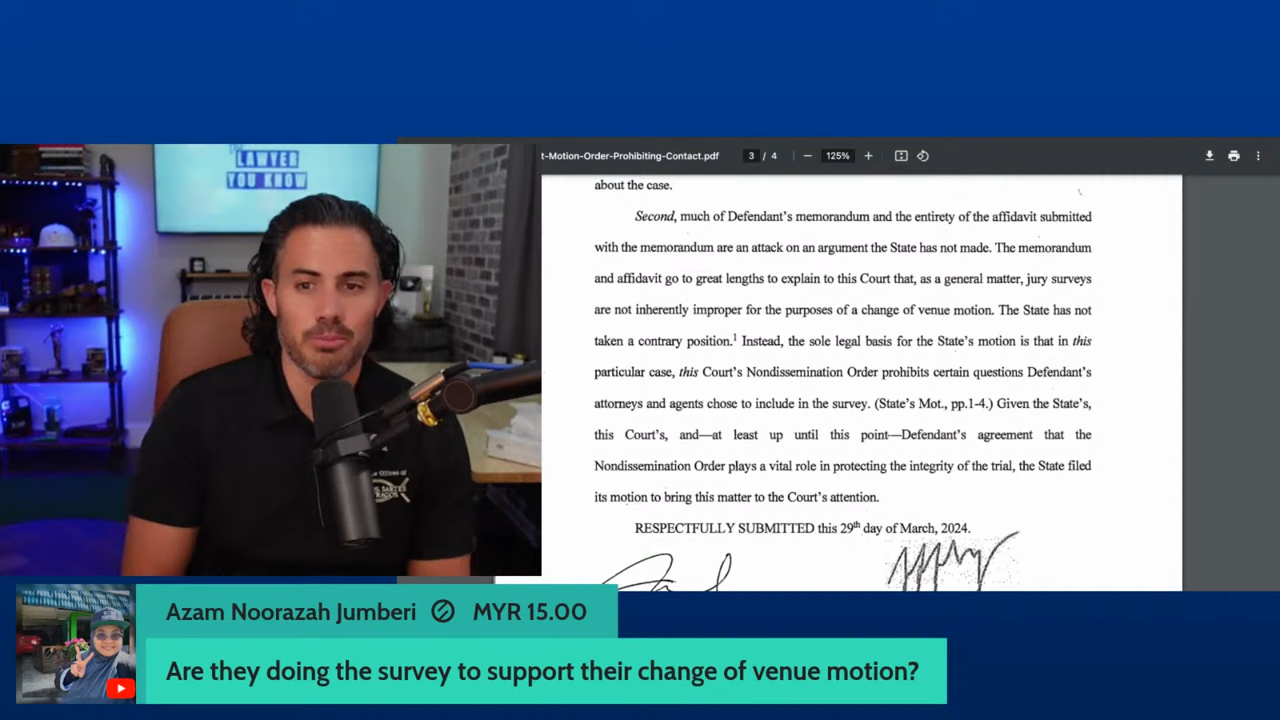 LAWYER
YOU KNOW
t-Motion-Order-Prohibiting-Contact.pdf
3 / 4
125%
about the case.
Second, much of Defendant's memorandum and the entirety of the affidavit submitted
with the memorandum are an attack on an argument the State has not made. The memorandum
and affidavit go to great lengths to explain to this Court that, as a general matter, jury surveys
are not inherently improper for the purposes of a change of venue motion. The State has not
taken a contrary position.1 Instead, the sole legal basis for the State's motion is that in this
particular case, this Court's Nondissemination Order prohibits certain questions Defendant's
attorneys and agents chose to include in the survey. (State's Mot., pp.1-4.) Given the State's,
this Court's, and—at least up until this point—Defendant's agreement that the
Nondissemination Order plays a vital role in protecting the integrity of the trial, the State filed
its motion to bring this matter to the Court's attention.
RESPECTFULLY SUBMITTED this 29th day of March, 2024.
Azam Noorazah Jumberi MYR 15.00
Are they doing the survey to support their change of venue motion?